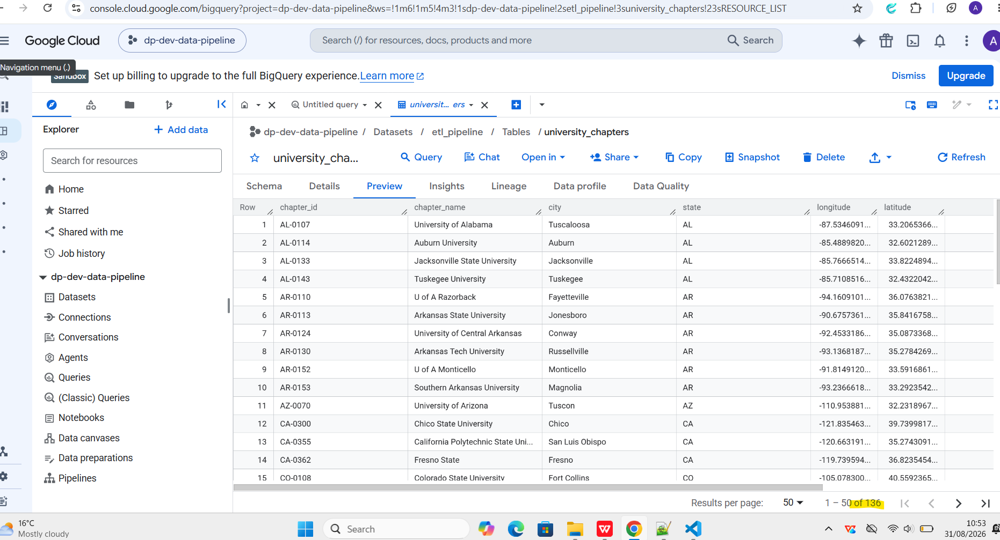 console.cloud.google.com/bigquery?project=dp-dev-data-pipeline&ws=!1m6!1m5!4m3!1sdp-dev-data-pipeline!2setl_pipeline!3suniversity_chapters!23sRESOURCE_LIST
A
Google Cloud
dp-dev-data-pipeline
Search (/) for resources, docs, products and more
Search
A
Navigation menu (.)
Sandbox
Set up billing to upgrade to the full BigQuery experience. Learn more
Dismiss
Upgrade
Untitled query
universit... ers
Explorer
Add data
Search for resources
Home
Starred
Shared with me
Job history
dp-dev-data-pipeline
Datasets
Connections
Conversations
Agents
Queries
(Classic) Queries
Notebooks
Data canvases
Data preparations
Pipelines
dp-dev-data-pipeline / Datasets / etl_pipeline / Tables / university_chapters
university_cha...
Query
Chat
Open in
Share
Copy
Snapshot
Delete
Refresh
Schema Details Preview Insights Lineage Data profile Data Quality
Row chapter_id chapter_name city state longitude latitude
1 AL-0107 University of Alabama Tuscaloosa AL -87.5346091... 33.2065366...
2 AL-0114 Auburn University Auburn AL -85.4889820... 32.6021289...
3 AL-0133 Jacksonville State University Jacksonville AL -85.7666514... 33.8224894...
4 AL-0143 Tuskegee University Tuskegee AL -85.7108516... 32.4322042...
5 AR-0110 U of A Razorback Fayetteville AR -94.1609101... 36.0763821...
6 AR-0113 Arkansas State University Jonesboro AR -90.6757361... 35.8416758...
7 AR-0124 University of Central Arkansas Conway AR -92.4533186... 35.0873368...
8 AR-0130 Arkansas Tech University Russellville AR -93.1368187... 35.2784269...
9 AR-0152 U of A Monticello Monticello AR -91.8149120... 33.5916861...
10 AR-0153 Southern Arkansas University Magnolia AR -93.2366618... 33.2923542...
11 AZ-0070 University of Arizona Tuscon AZ -110.953881... 32.2318967...
12 CA-0300 Chico State University Chico CA -121.835463... 39.7399817...
13 CA-0355 California Polytechnic State Uni... San Luis Obispo CA -120.663191... 35.2743091...
14 CA-0362 Fresno State Fresno CA -119.739594... 36.8235454...
15 CO-0108 Colorado State University Fort Collins CO -105.078300... 40.5592365...
Results per page: 50 1 – 50 of 136
16°C
Mostly cloudy
Search
10:53
31/08/2026